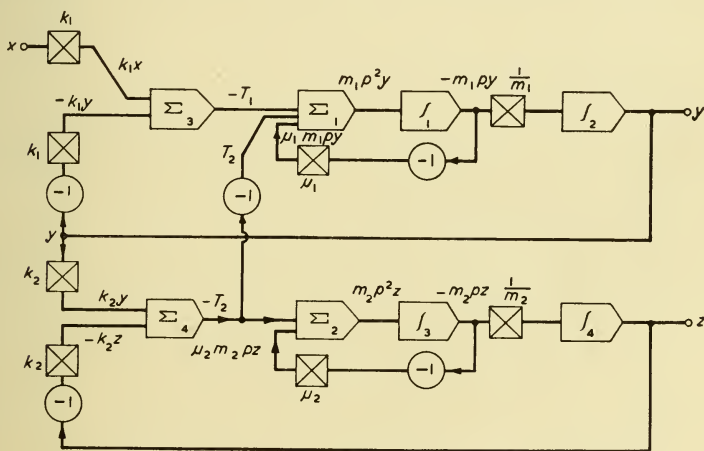 k₁
x
k₁x
-T₁
m₁p²y
-m₁py
1/m₁
-k₁y
Σ₃
Σ₁
∫₁
∫₂
y
k₁
T₂
μ₁m₁py
-1
μ₁
-1
-1
y
k₂
k₂y
-T₂
m₂p²z
-m₂pz
1/m₂
Σ₄
Σ₂
∫₃
∫₄
z
-k₂z
μ₂m₂pz
k₂
-1
μ₂
-1